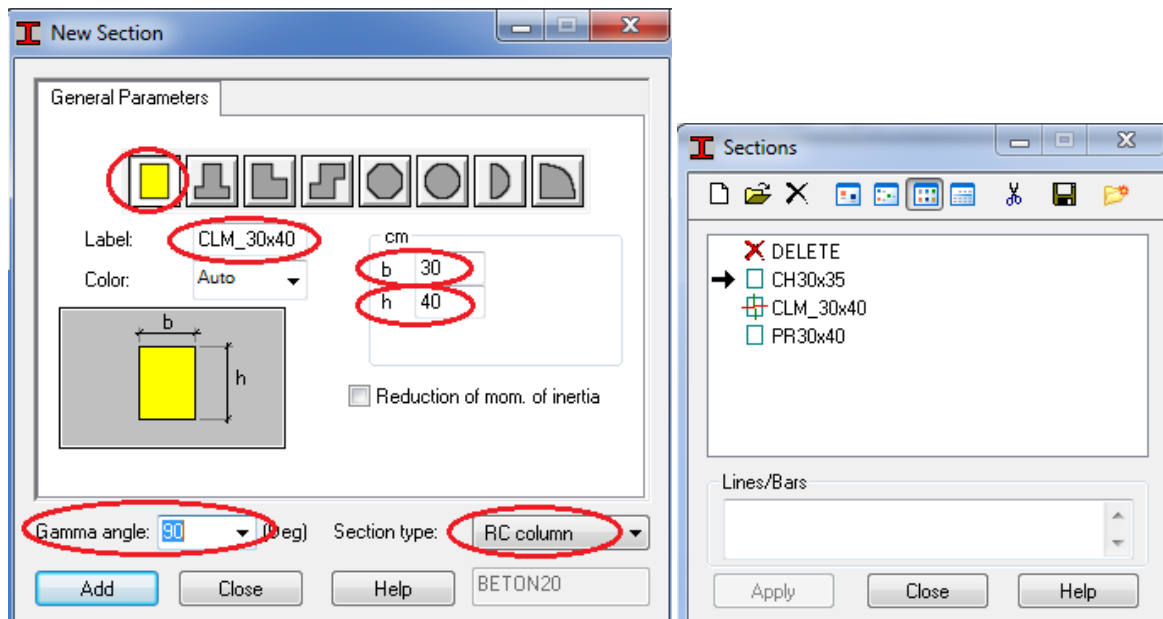 New Section
General Parameters
Label: CLM_30x40
Color: Auto
cm
b 30
h 40
b
h
Reduction of mom. of inertia
Gamma angle: 90 (Deg) Section type: RC column
Add Close Help BETON20
Sections
DELETE
CH30x35
CLM_30x40
PR30x40
Lines/Bars
Apply Close Help